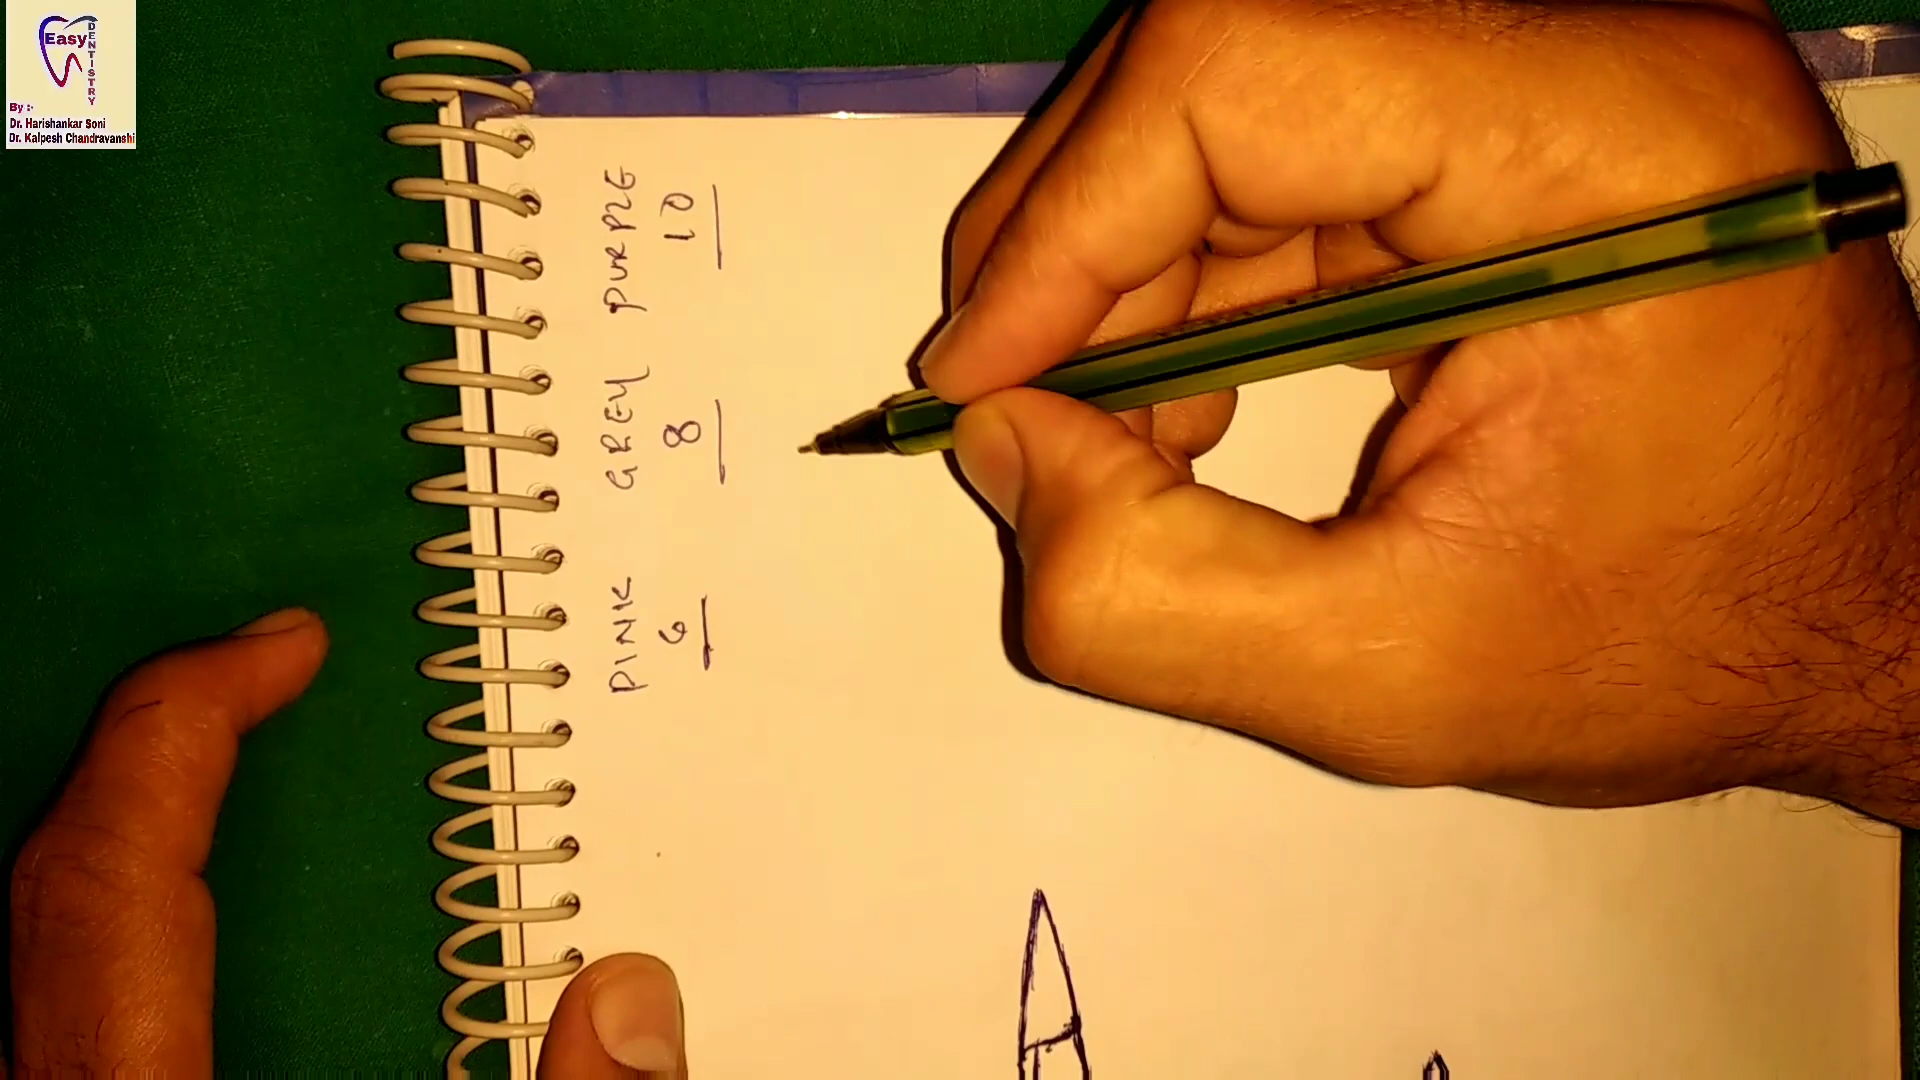 Easy
DENTISTRY
By :-
Dr. Harishankar Soni
Dr. Kalpesh Chandravanshi
PINK GREY PURPLE
6 8 10